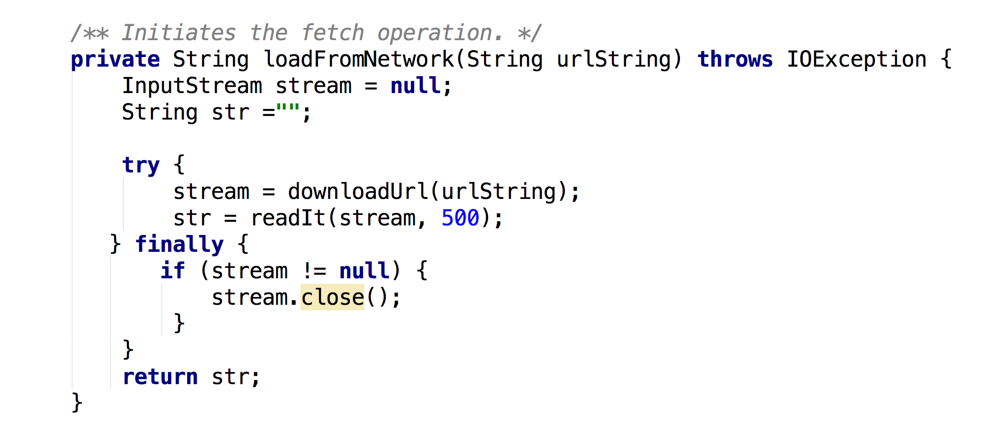 /** Initiates the fetch operation. */
private String loadFromNetwork(String urlString) throws IOException {
    InputStream stream = null;
    String str ="";

    try {
        stream = downloadUrl(urlString);
        str = readIt(stream, 500);
   } finally {
       if (stream != null) {
           stream.close();
        }
    }
    return str;
}